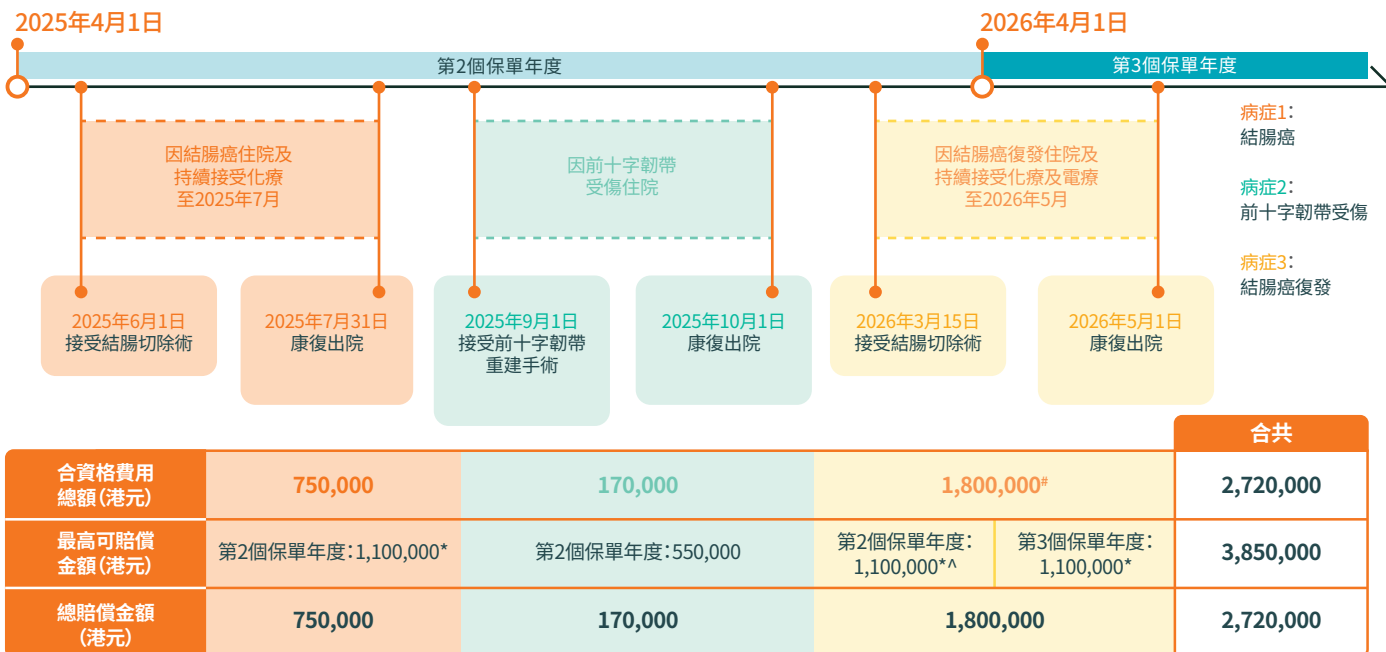 2025年4月1日
2026年4月1日
第2個保單年度
第3個保單年度
因結腸癌住院及
持續接受化療
至2025年7月
因前十字韌帶
受傷住院
因結腸癌復發住院及
持續接受化療及電療
至2026年5月
病症1：
結腸癌
病症2：
前十字韌帶受傷
病症3：
結腸癌復發
2025年6月1日
接受結腸切除術
2025年7月31日
康復出院
2025年9月1日
接受前十字韌帶
重建手術
2025年10月1日
康復出院
2026年3月15日
接受結腸切除術
2026年5月1日
康復出院
合共
合資格費用
總額(港元)
750,000
170,000
1,800,000#
2,720,000
最高可賠償
金額(港元)
第2個保單年度：1,100,000*
第2個保單年度：550,000
第2個保單年度：
1,100,000*^
第3個保單年度：
1,100,000*
3,850,000
總賠償金額
(港元)
750,000
170,000
1,800,000
2,720,000